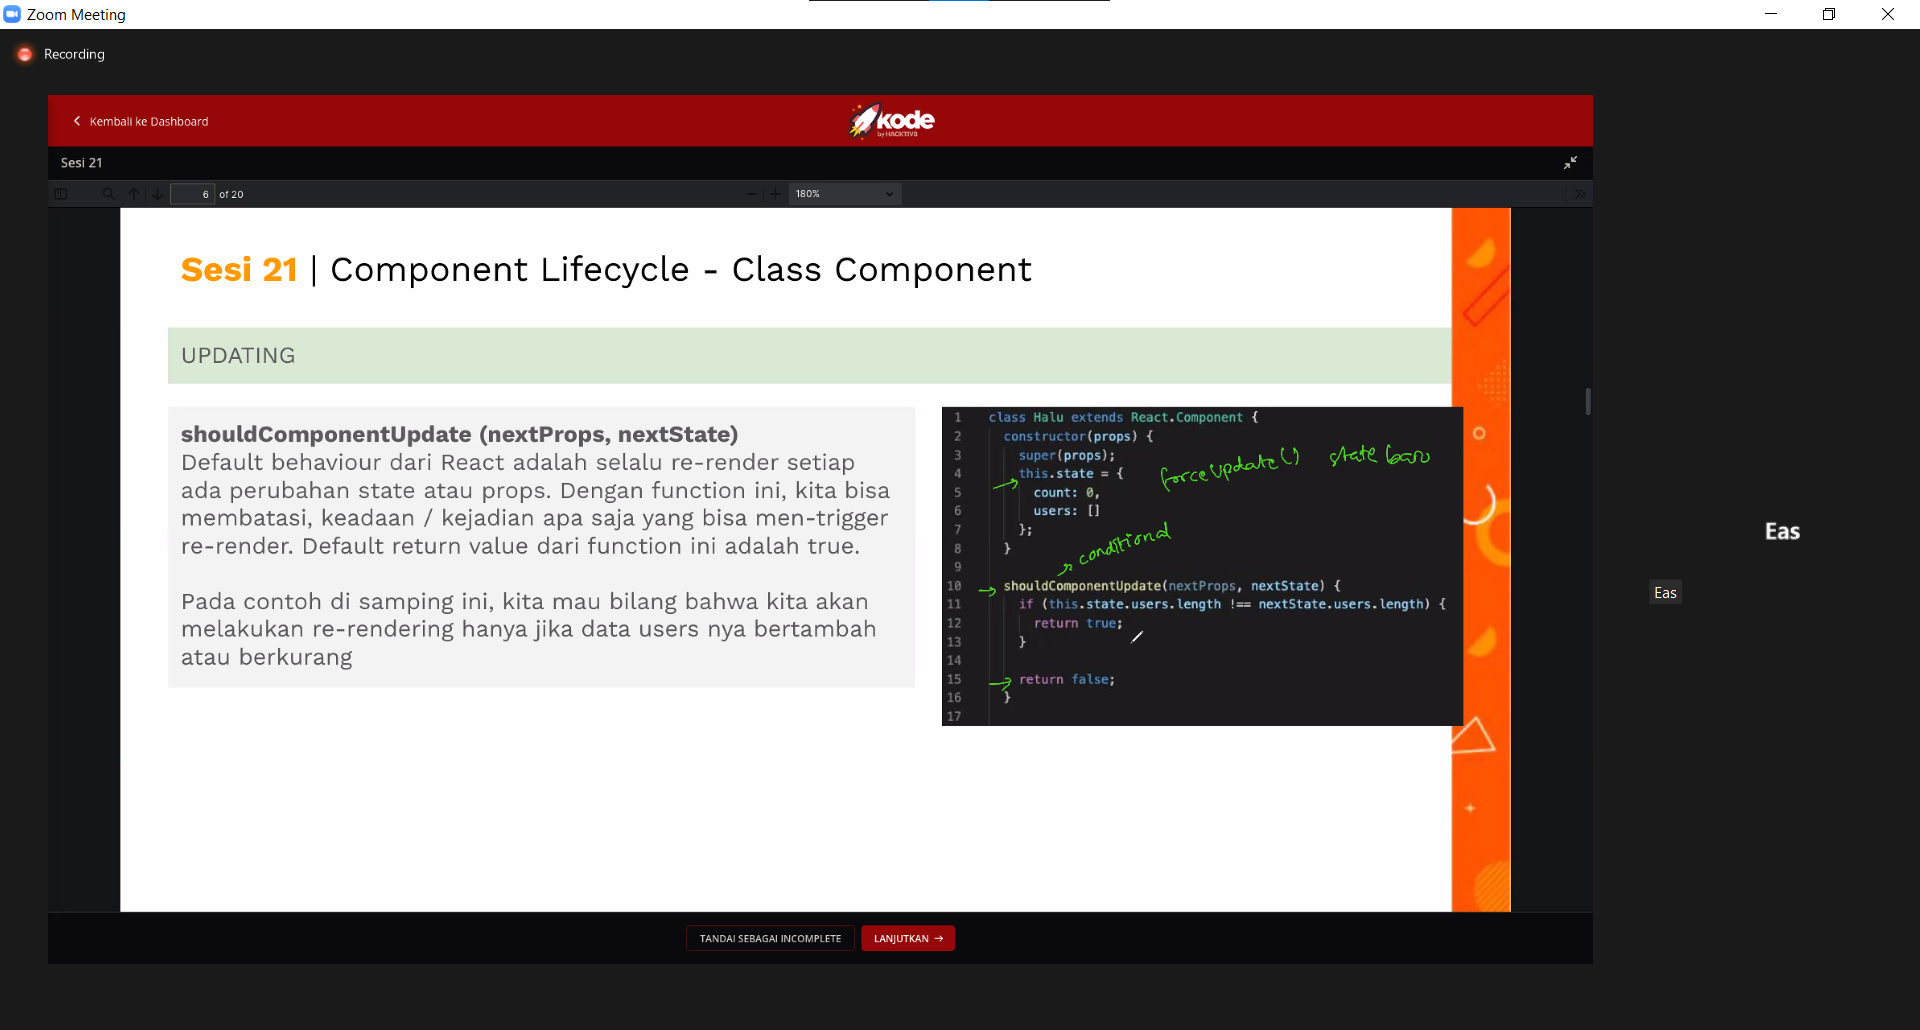 Zoom Meeting
Recording
Kembali ke Dashboard
kode
by HACKTIV8
Sesi 21
6 of 20
180%
Sesi 21 | Component Lifecycle - Class Component
UPDATING
shouldComponentUpdate (nextProps, nextState)
Default behaviour dari React adalah selalu re-render setiap
ada perubahan state atau props. Dengan function ini, kita bisa
membatasi, keadaan / kejadian apa saja yang bisa men-trigger
re-render. Default return value dari function ini adalah true.
Pada contoh di samping ini, kita mau bilang bahwa kita akan
melakukan re-rendering hanya jika data users nya bertambah
atau berkurang
1 class Halu extends React.Component {
2 constructor(props) {
3 super(props);
4 this.state = {
5 count: 0,
6 users: []
7 };
8 }
9
10 shouldComponentUpdate(nextProps, nextState) {
11 if (this.state.users.length !== nextState.users.length) {
12 return true;
13 }
14
15 return false;
16 }
17
forceUpdate() state baru
conditional
Eas
Eas
TANDAI SEBAGAI INCOMPLETE
LANJUTKAN →